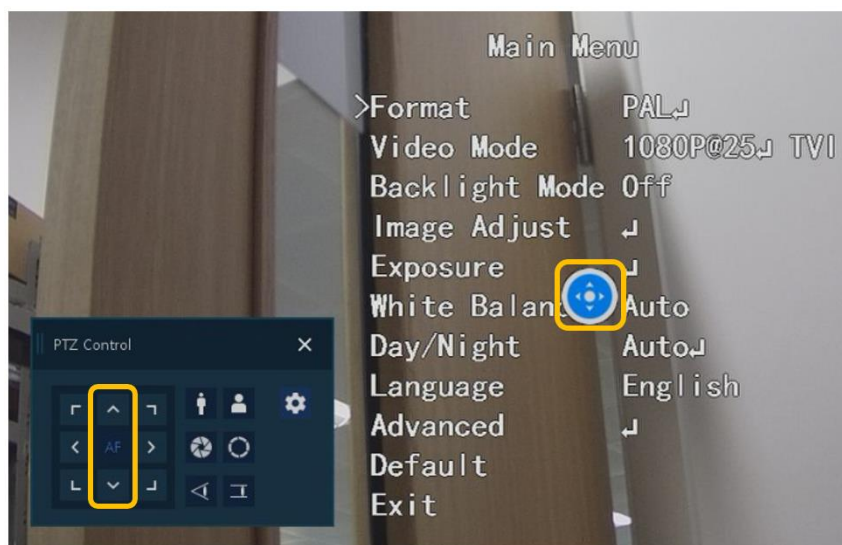 Main Menu
>Format PAL↵
Video Mode 1080P@25↵ TVI
Backlight Mode Off
Image Adjust ↵
Exposure ↵
White Balan Auto
Day/Night Auto↵
Language English
Advanced ↵
Default
Exit
PTZ Control ×
AF